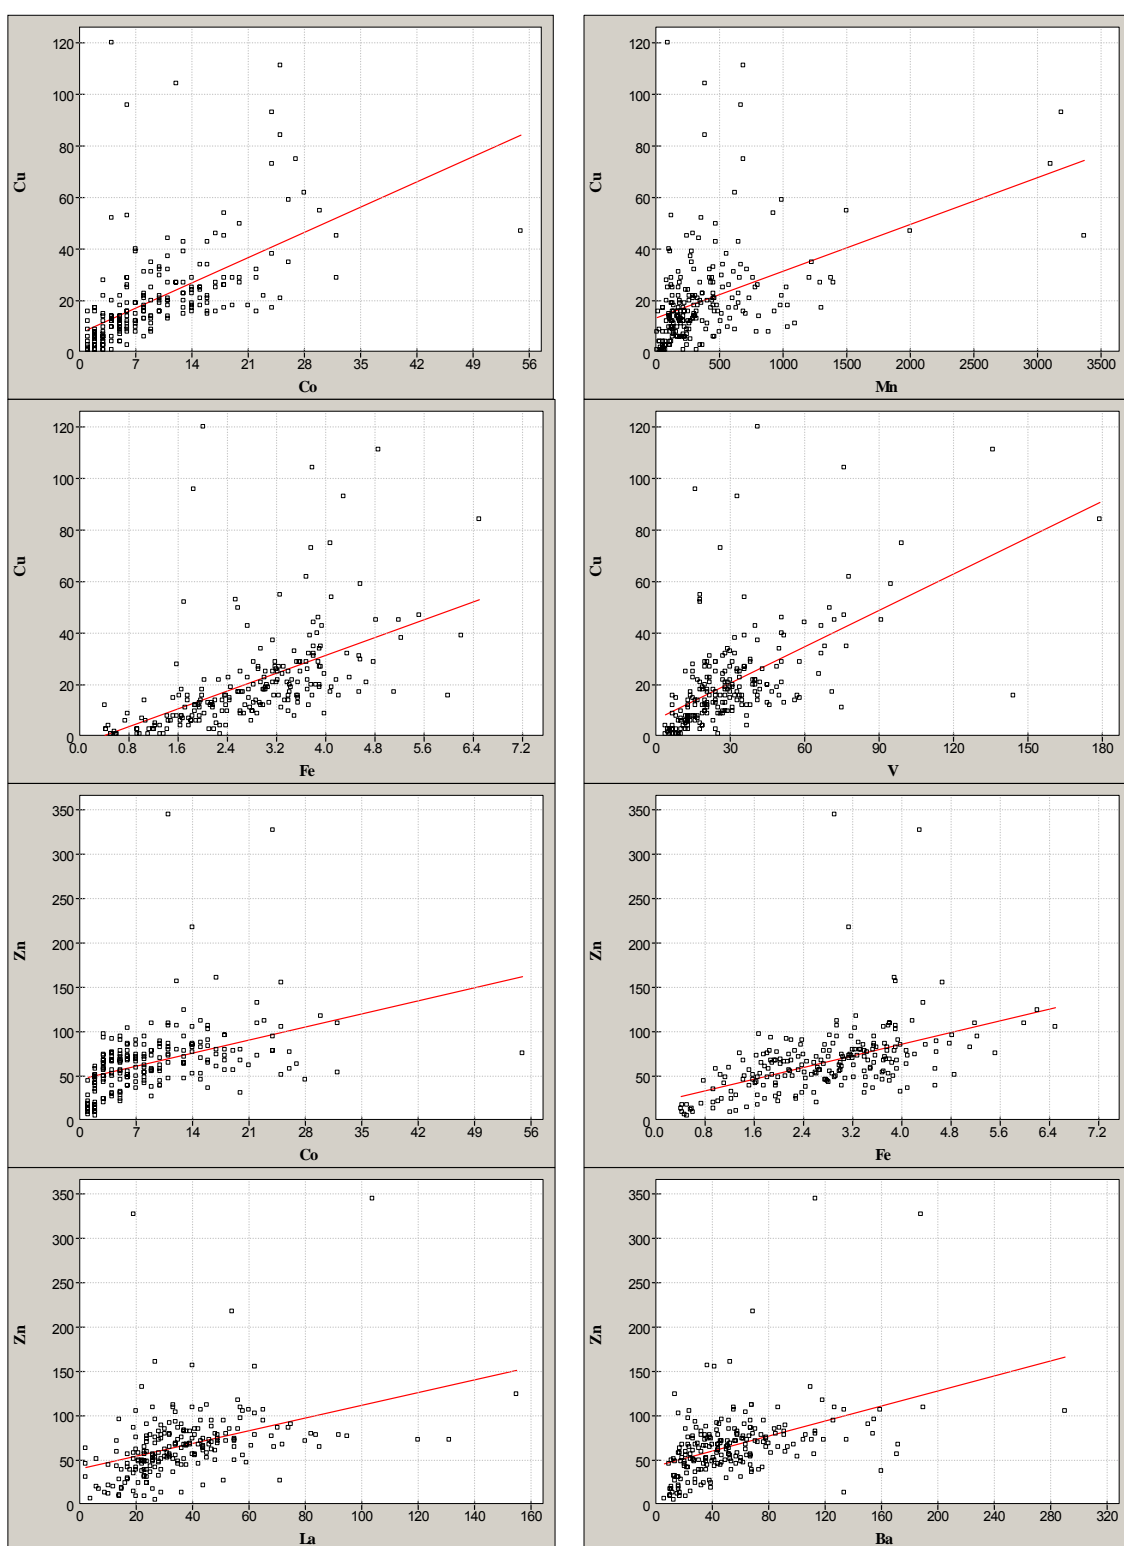 120 100 80 60 40 20 0
Cu
0 7 14 21 28 35 42 49 56
Co
120 100 80 60 40 20 0
Cu
0 500 1000 1500 2000 2500 3000 3500
Mn
120 100 80 60 40 20 0
Cu
0.0 0.8 1.6 2.4 3.2 4.0 4.8 5.6 6.4 7.2
Fe
120 100 80 60 40 20 0
Cu
0 30 60 90 120 150 180
V
350 300 250 200 150 100 50 0
Zn
0 7 14 21 28 35 42 49 56
Co
350 300 250 200 150 100 50 0
Zn
0.0 0.8 1.6 2.4 3.2 4.0 4.8 5.6 6.4 7.2
Fe
350 300 250 200 150 100 50 0
Zn
0 20 40 60 80 100 120 140 160
La
350 300 250 200 150 100 50 0
Zn
0 40 80 120 160 200 240 280 320
Ba